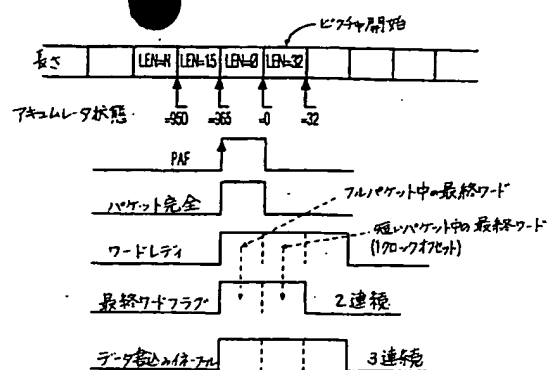 ピクチャ開始
長さ LEN=N LEN=15 LEN=0 LEN=32
アキュムレータ状態 =950 =965 =0 =32
PAF
フルパケット中の最終ワード
パケット完全
短いパケット中の最終ワード
(1クロックオフセット)
ワードレディ
最終ワードフラグ 2連続
データ書込みイネーブル 3連続